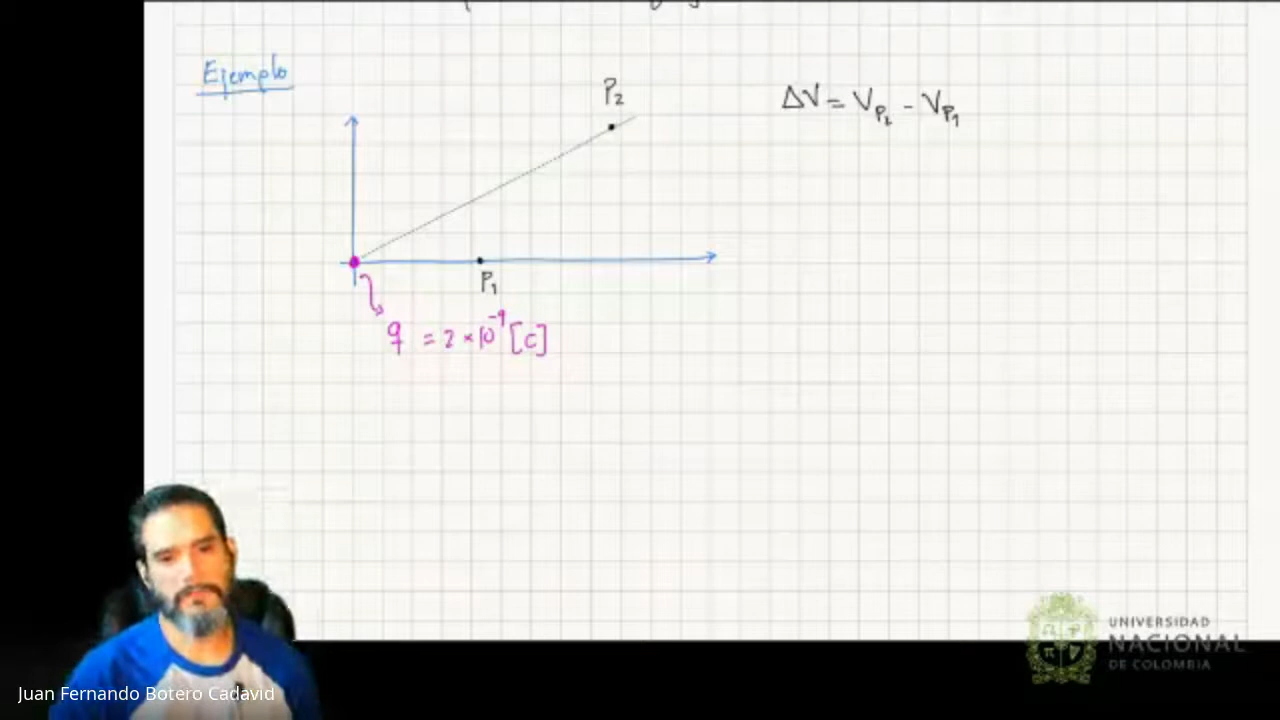 Ejemplo
P2
ΔV = VP2 - VP1
P1
q = 2×10^-9 [C]
Juan Fernando Botero Cadavid
UNIVERSIDAD
NACIONAL
DE COLOMBIA